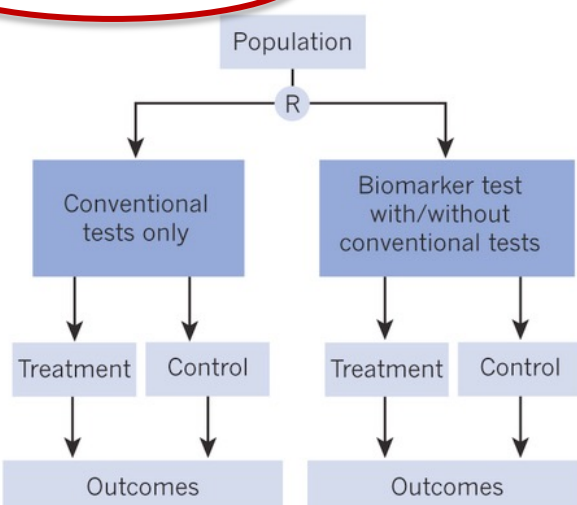 Population
R
Conventional
tests only
Biomarker test
with/without
conventional tests
Treatment
Control
Treatment
Control
Outcomes
Outcomes